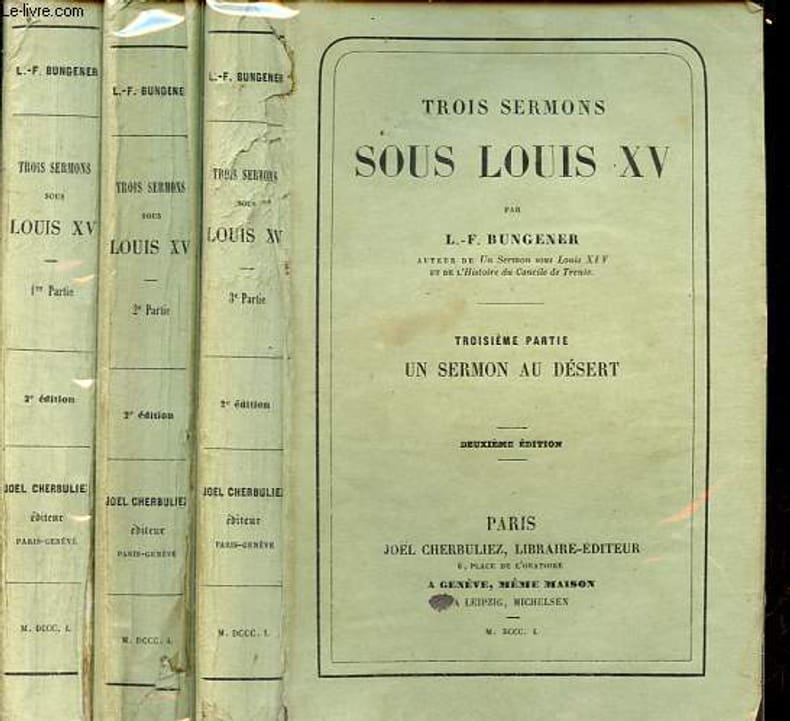 © e-Livre.com
L.-F. BUNGENER
TROIS SERMONS
SOUS
LOUIS XV
1re Partie
2e édition
JOEL CHERBULIEZ
éditeur
PARIS-GENÈVE
M. DCCC. L.
L.-F. BUNGENE
TROIS SERMONS
SOUS
LOUIS XV
2e Partie
2e édition
JOEL CHERBULIEZ
éditeur
PARIS-GENÈVE
M. DCCC. L.
L.-F. BUNGENER
TROIS SERMONS
SOUS
LOUIS XV
3e Partie
2e édition
JOEL CHERBULIEZ
éditeur
PARIS-GENÈVE
M. DCCC. L.
TROIS SERMONS
SOUS LOUIS XV
PAR
L.-F. BUNGENER
AUTEUR DE Un Sermon sous Louis XIV
ET DE L'Histoire du Concile de Trente.
TROISIÈME PARTIE
UN SERMON AU DÉSERT
DEUXIÈME ÉDITION
PARIS
JOEL CHERBULIEZ, LIBRAIRE-ÉDITEUR
6, PLACE DE L'ORATOIRE
A GENÈVE, MÊME MAISON
A LEIPZIG, MICHELSEN
M. DCCC. L.